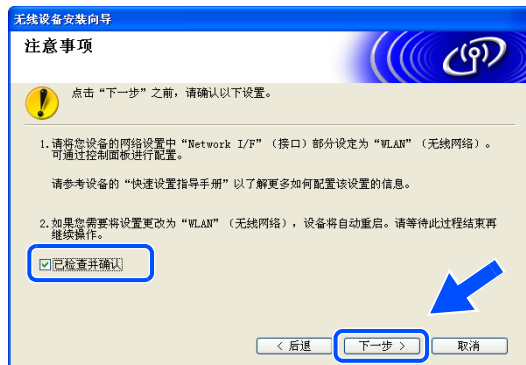 无线设备安装向导
注意事项
点击“下一步”之前，请确认以下设置。
1.请将您设备的网络设置中“Network I/F”（接口）部分设定为“WLAN”（无线网络）。
可通过控制面板进行配置。
请参考设备的“快速设置指导手册”以了解更多如何配置该设置的信息。
2.如果您需要将设置更改为“WLAN”（无线网络），设备将自动重启。请等待此过程结束再
继续操作。
已检查并确认
< 后退
下一步 >
取消